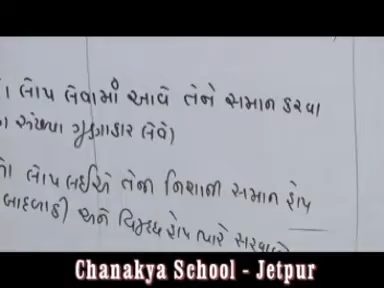 લોપ લેવામાં આવે તેને સમાન કરવા
સંખ્યા ગુણાકાર લેવો)
લોપ લઈએ તેની નિશાની સમાન હોય
બાદબાકી અને વિરુદ્ધ હોય ત્યારે સરવાળો
Chanakya School - Jetpur